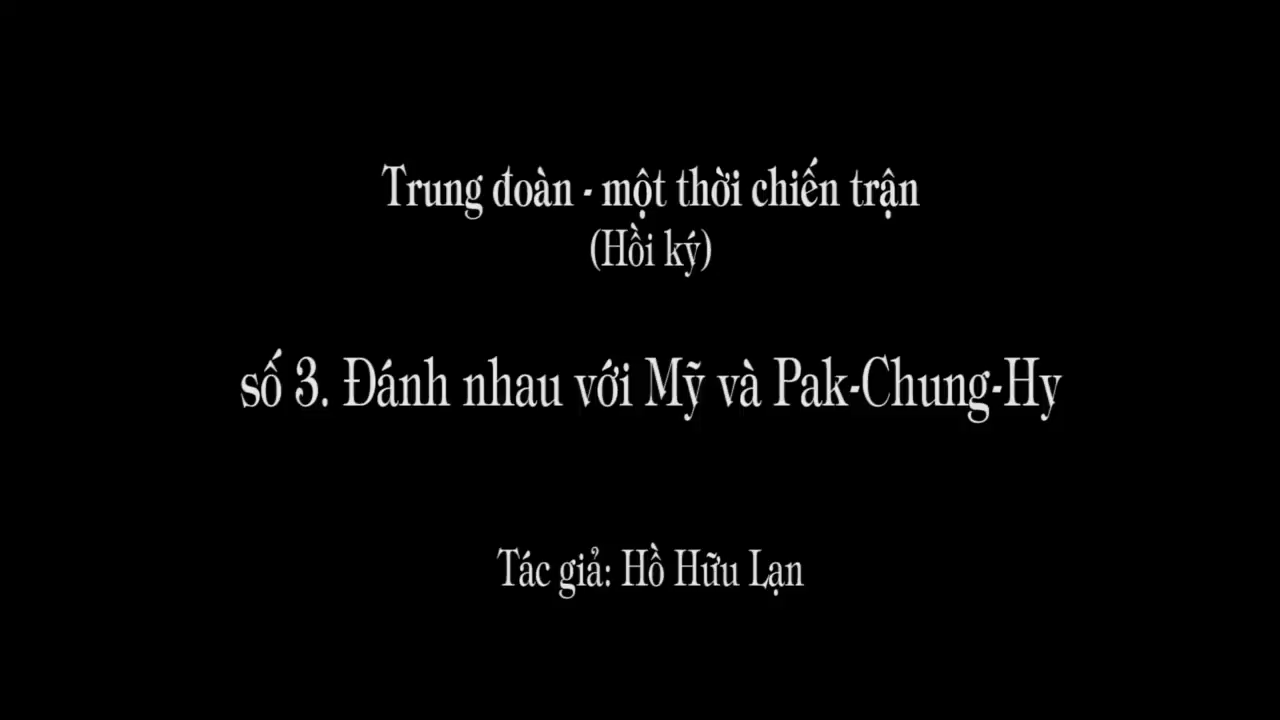 Trung đoàn - một thời chiến trận
(Hồi ký)
số 3. Đánh nhau với Mỹ và Pak-Chung-Hy
Tác giả: Hồ Hữu Lạn